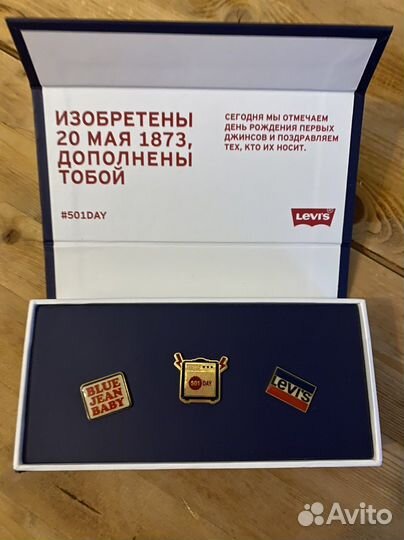 ИЗОБРЕТЕНЫ
20 МАЯ 1873,
ДОПОЛНЕНЫ
ТОБОЙ
#501DAY
СЕГОДНЯ МЫ ОТМЕЧАЕМ
ДЕНЬ РОЖДЕНИЯ ПЕРВЫХ
ДЖИНСОВ И ПОЗДРАВЛЯЕМ
ТЕХ, КТО ИХ НОСИТ.
LEVI'S
BLUE
JEAN
BABY
501 DAY
Levi's
Avito